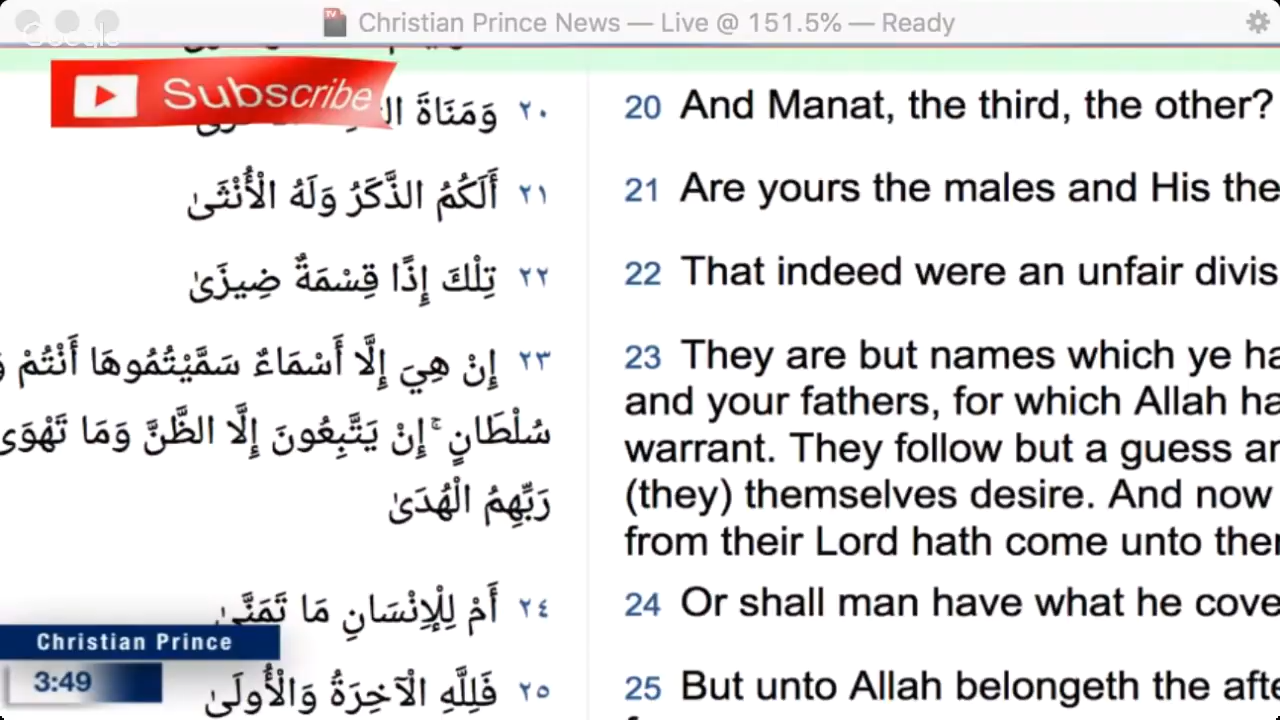 Christian Prince News — Live @ 151.5% — Ready
Google
Subscribe
٢٠ وَمَنَاةَ
20 And Manat, the third, the other?
٢١ أَلَكُمُ الذَّكَرُ وَلَهُ الْأُنْثَىٰ
21 Are yours the males and His the
٢٢ تِلْكَ إِذًا قِسْمَةٌ ضِيزَىٰ
22 That indeed were an unfair divis
٢٣ إِنْ هِيَ إِلَّا أَسْمَاءٌ سَمَّيْتُمُوهَا أَنْتُمْ
سُلْطَانٍ ۚ إِنْ يَتَّبِعُونَ إِلَّا الظَّنَّ وَمَا تَهْوَى
رَبِّهِمُ الْهُدَىٰ
23 They are but names which ye ha
and your fathers, for which Allah ha
warrant. They follow but a guess an
(they) themselves desire. And now
from their Lord hath come unto ther
٢٤ أَمْ لِلْإِنْسَانِ مَا تَمَنَّىٰ
24 Or shall man have what he cove
٢٥ فَلِلَّهِ الْآخِرَةُ وَالْأُولَىٰ
25 But unto Allah belongeth the afte
Christian Prince
3:49